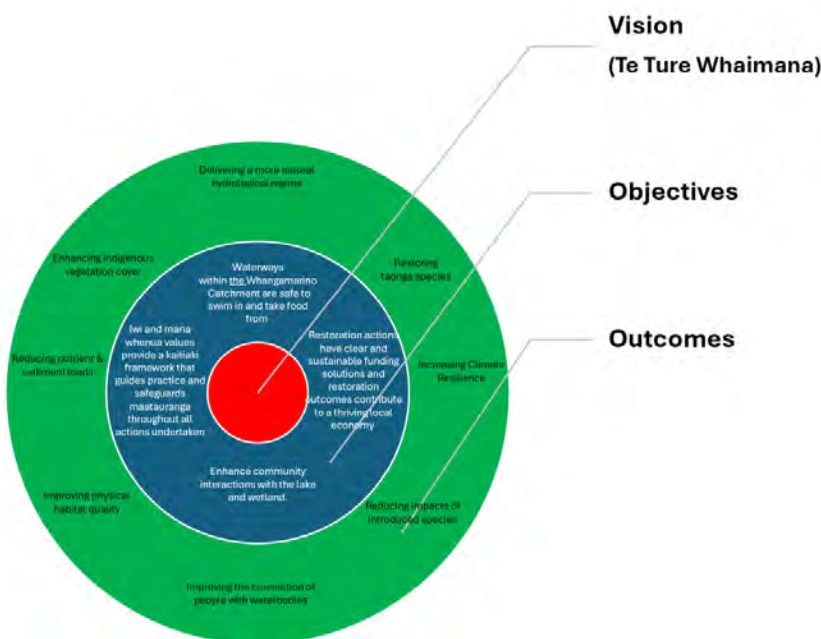 Vision
(Te Ture Whaimana)
Objectives
Outcomes
Delivering a more natural
hydrological regime
Restoring
taonga species
Increasing Climate
Resiliance
Reducing impacts of
introduced species
Improving the connection of
people with waterbodies
Improving physical
habitat quality
Reducing nutrient &
sediment loads
Enhancing indigenous
vegetation cover
Waterways
within the Whangamarino
Catchment are safe to
swim in and take food
from
Restoration actions
have clear and
sustainable funding
solutions and
restoration
outcomes contribute
to a thriving local
economy
Enhance community
interactions with the lake
and wetland.
Iwi and mana
whenua values
provide a kaitiaki
framework that
guides practice and
safeguards
maatauranga
throughout all
actions undertaken